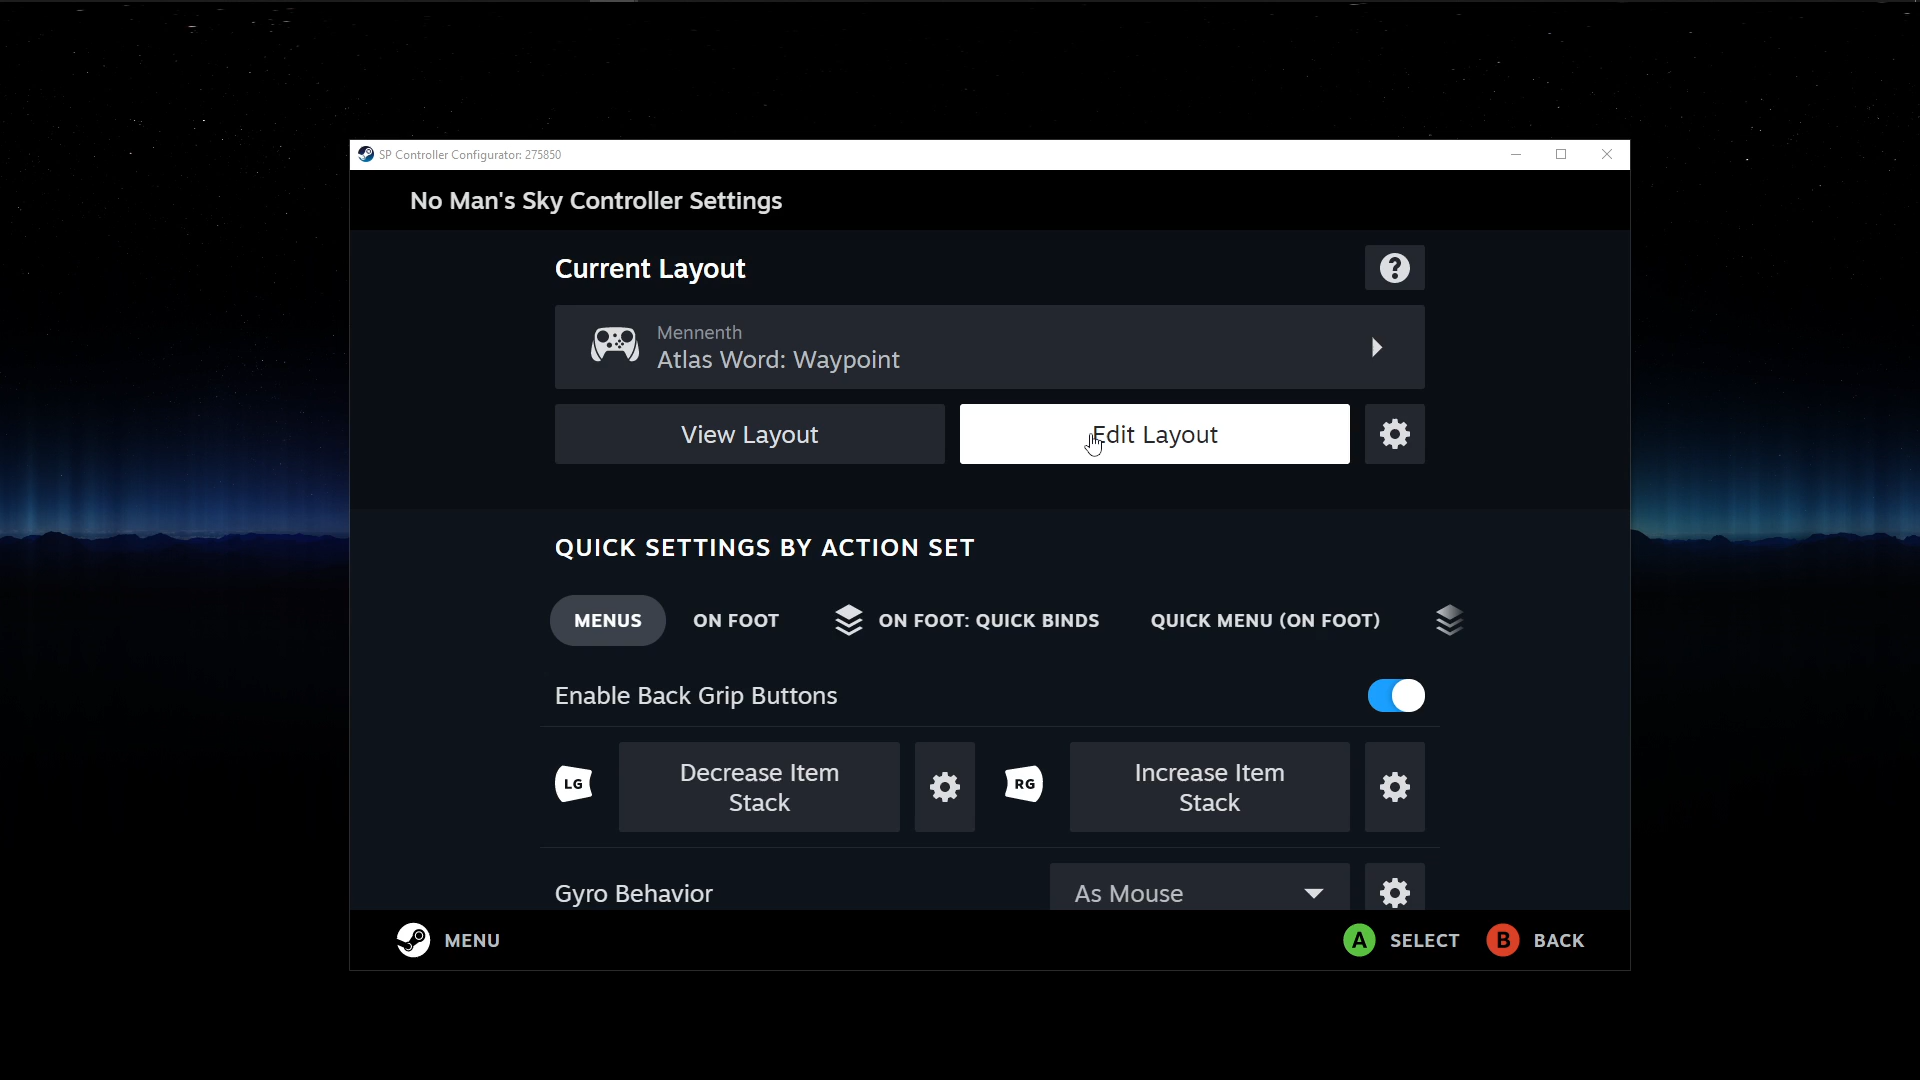 SP Controller Configurator: 275850
No Man's Sky Controller Settings
Current Layout
?
Mennenth
Atlas Word: Waypoint
View Layout
Edit Layout
QUICK SETTINGS BY ACTION SET
MENUS
ON FOOT
ON FOOT: QUICK BINDS
QUICK MENU (ON FOOT)
Enable Back Grip Buttons
LG
Decrease Item
Stack
RG
Increase Item
Stack
Gyro Behavior
As Mouse
MENU
A SELECT
B BACK